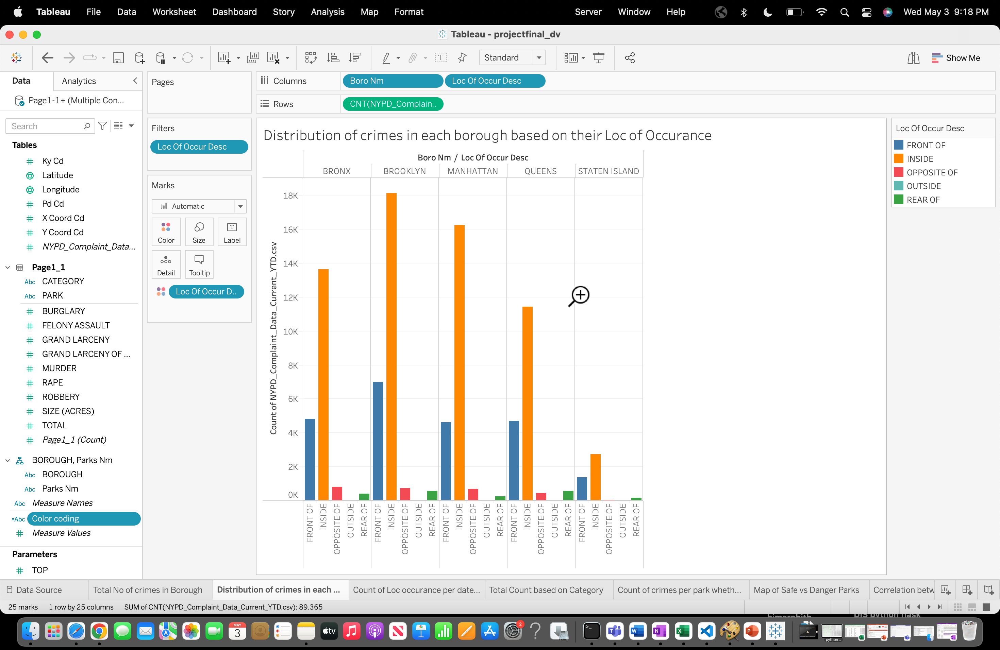 Tableau File Data Worksheet Dashboard Story Analysis Map Format Server Window Help Wed May 3 9:18 PM
Tableau - projectfinal_dv
Standard Show Me
Data Analytics
Page1-1+ (Multiple Con...
Search
Tables
Ky Cd
Latitude
Longitude
Pd Cd
X Coord Cd
Y Coord Cd
NYPD_Complaint_Data...
Page1_1
Abc CATEGORY
Abc PARK
BURGLARY
FELONY ASSAULT
GRAND LARCENY
GRAND LARCENY OF ...
MURDER
RAPE
ROBBERY
SIZE (ACRES)
TOTAL
Page1_1 (Count)
BOROUGH, Parks Nm
Abc BOROUGH
Abc Parks Nm
Abc Measure Names
=Abc Color coding
Measure Values
Parameters
TOP
Pages
Filters
Loc Of Occur Desc
Marks
Automatic
Color Size Label
Detail Tooltip
Loc Of Occur D..
Columns Boro Nm Loc Of Occur Desc
Rows CNT(NYPD_Complain..
Distribution of crimes in each borough based on their Loc of Occurance
Boro Nm / Loc Of Occur Desc
BRONX BROOKLYN MANHATTAN QUEENS STATEN ISLAND
Count of NYPD_Complaint_Data_Current_YTD.csv
18K
16K
14K
12K
10K
8K
6K
4K
2K
0K
FRONT OF
INSIDE
OPPOSITE OF
OUTSIDE
REAR OF
FRONT OF
INSIDE
OPPOSITE OF
OUTSIDE
REAR OF
FRONT OF
INSIDE
OPPOSITE OF
OUTSIDE
REAR OF
FRONT OF
INSIDE
OPPOSITE OF
OUTSIDE
REAR OF
FRONT OF
INSIDE
OPPOSITE OF
OUTSIDE
REAR OF
Loc Of Occur Desc
FRONT OF
INSIDE
OPPOSITE OF
OUTSIDE
REAR OF
Data Source Total No of crimes in Borough Distribution of crimes in each ... Count of Loc occurance per date... Total Count based on Category Count of crimes per park wheth... Map of Safe vs Danger Parks Correlation betw
25 marks 1 row by 25 columns SUM of CNT(NYPD_Complaint_Data_Current_YTD.csv): 89,365
MAY
3
tv
2
python...